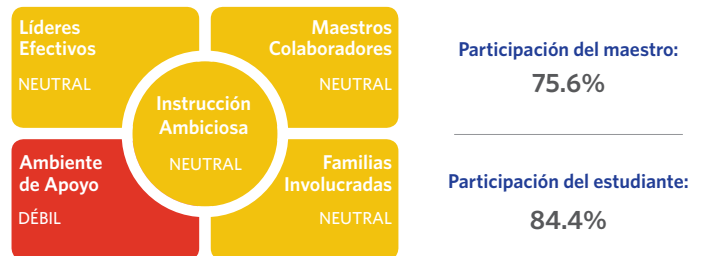 Líderes
Efectivos
NEUTRAL
Maestros
Colaboradores
NEUTRAL
Instrucción
Ambiciosa
NEUTRAL
Ambiente
de Apoyo
DÉBIL
Familias
Involucradas
NEUTRAL
Participación del maestro:
75.6%
Participación del estudiante:
84.4%